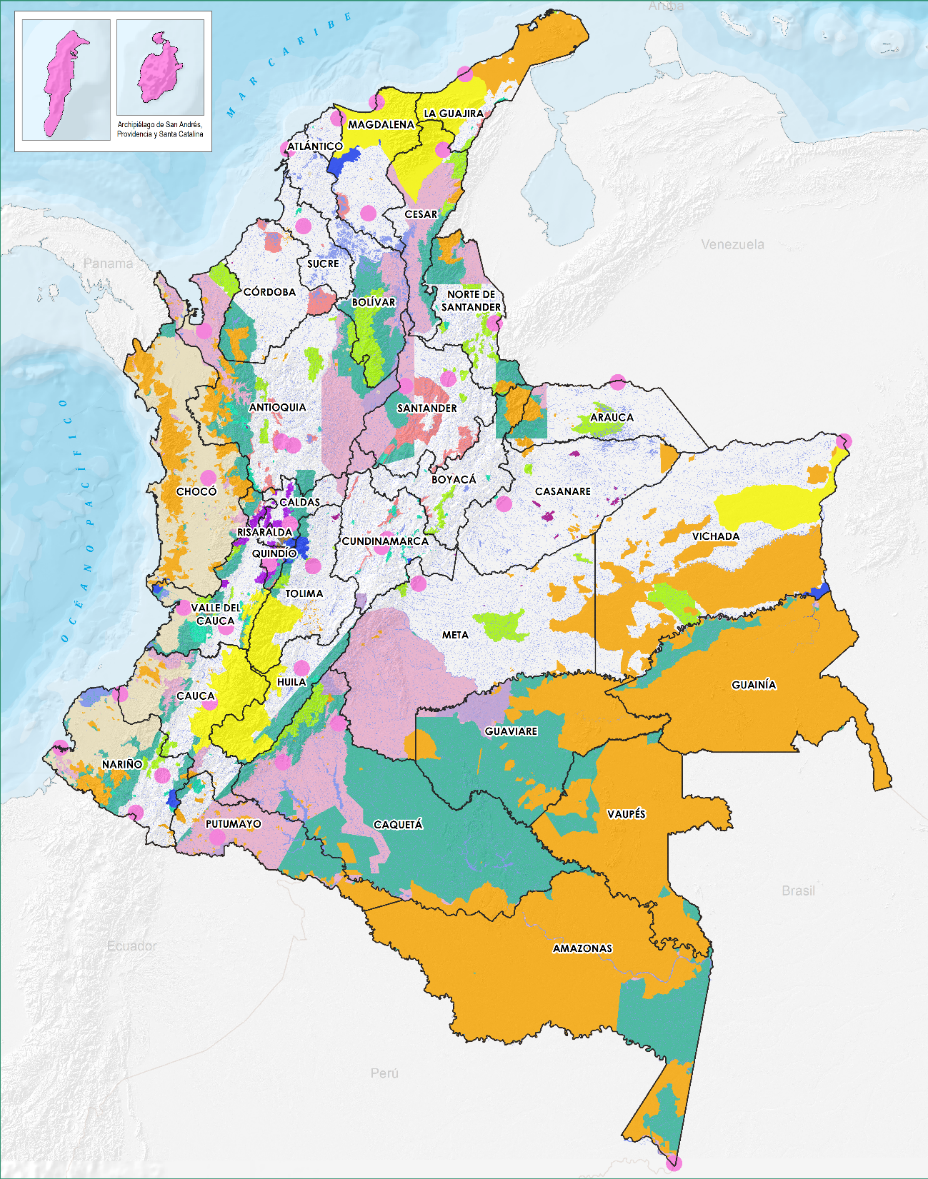 Aruba
MAR CARIBE
Archipiélago de San Andrés,
Providencia y Santa Catalina
LA GUAJIRA
MAGDALENA
ATLÁNTICO
CESAR
Venezuela
Panamá
SUCRE
CÓRDOBA
BOLÍVAR
NORTE DE
SANTANDER
ANTIOQUIA
SANTANDER
ARAUCA
OCÉANO PACÍFICO
BOYACÁ
CHOCÓ
CASANARE
CALDAS
RISARALDA
CUNDINAMARCA
VICHADA
QUINDÍO
TOLIMA
VALLE DEL
CAUCA
META
HUILA
GUAINÍA
CAUCA
GUAVIARE
NARIÑO
VAUPÉS
PUTUMAYO
CAQUETÁ
Brasil
Ecuador
AMAZONAS
Perú